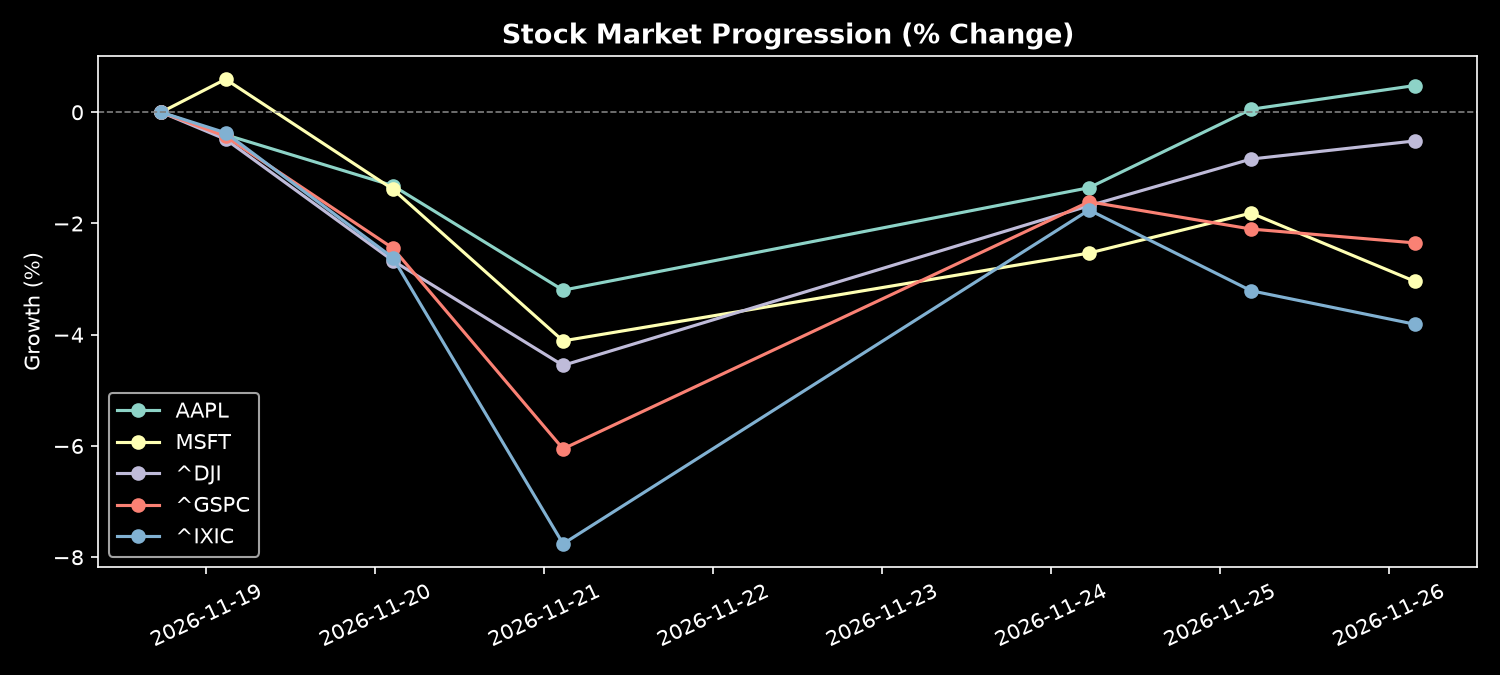 Stock Market Progression (% Change)
Growth (%)
0
−2
−4
−6
−8
AAPL
MSFT
^DJI
^GSPC
^IXIC
2026-11-19
2026-11-20
2026-11-21
2026-11-22
2026-11-23
2026-11-24
2026-11-25
2026-11-26